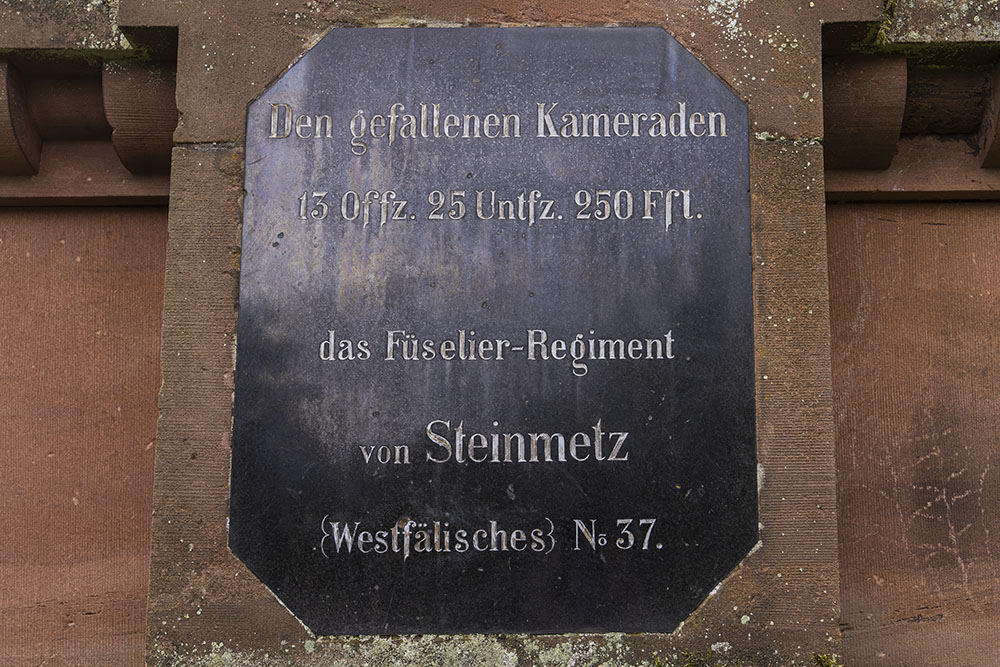 Den gefallenen Kameraden
13 Offz. 25 Untfz. 250 Fſl.
das Füselier-Regiment
von Steinmetz
{Westfälisches} No 37.